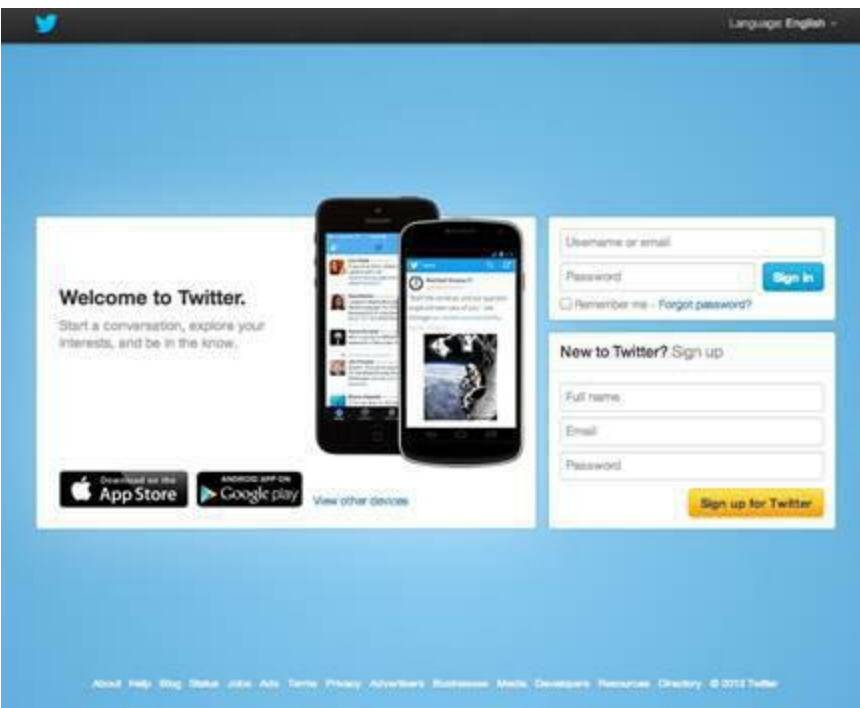 Language: English
Welcome to Twitter.
Start a conversation, explore your
interests, and be in the know.
Download on the
App Store
ANDROID APP ON
Google play
View other devices
Username or email
Password
Sign in
Remember me - Forgot password?
New to Twitter? Sign up
Full name
Email
Password
Sign up for Twitter
About Help Blog Status Jobs Ads Terms Privacy Advertisers Businesses Media Developers Resources Directory © 2013 Twitter